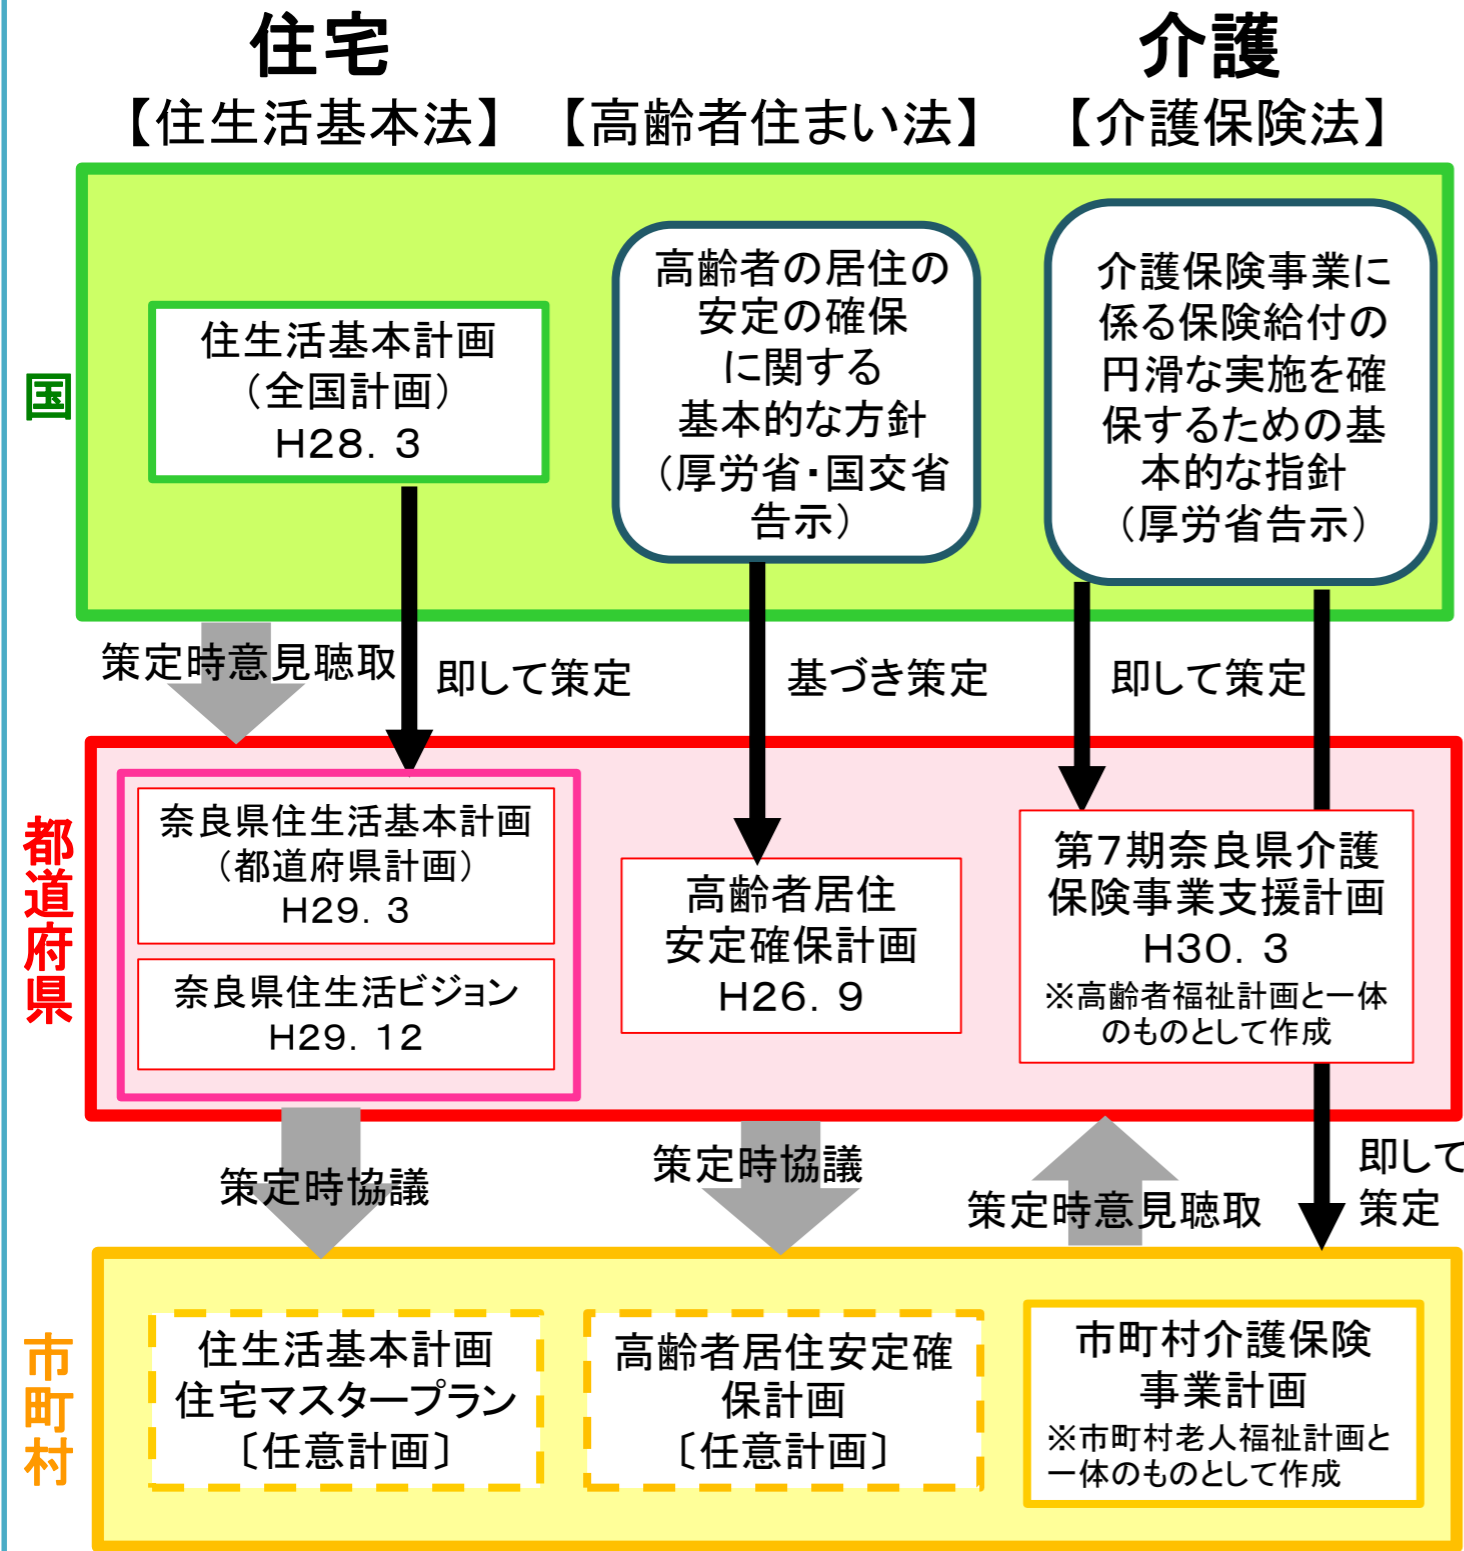 住宅
介護
【住生活基本法】
【高齢者住まい法】
【介護保険法】
国
住生活基本計画
（全国計画）
H28．3
高齢者の居住の
安定の確保
に関する
基本的な方針
（厚労省・国交省
告示）
介護保険事業に
係る保険給付の
円滑な実施を確
保するための基
本的な指針
（厚労省告示）
策定時意見聴取
即して策定
基づき策定
即して策定
都道府県
奈良県住生活基本計画
（都道府県計画）
H29．3
奈良県住生活ビジョン
H29．12
高齢者居住
安定確保計画
H26．9
第7期奈良県介護
保険事業支援計画
H30．3
※高齢者福祉計画と一体
のものとして作成
策定時協議
策定時協議
策定時意見聴取
即して
策定
市町村
住生活基本計画
住宅マスタープラン
〔任意計画〕
高齢者居住安定確
保計画
〔任意計画〕
市町村介護保険
事業計画
※市町村老人福祉計画と
一体のものとして作成